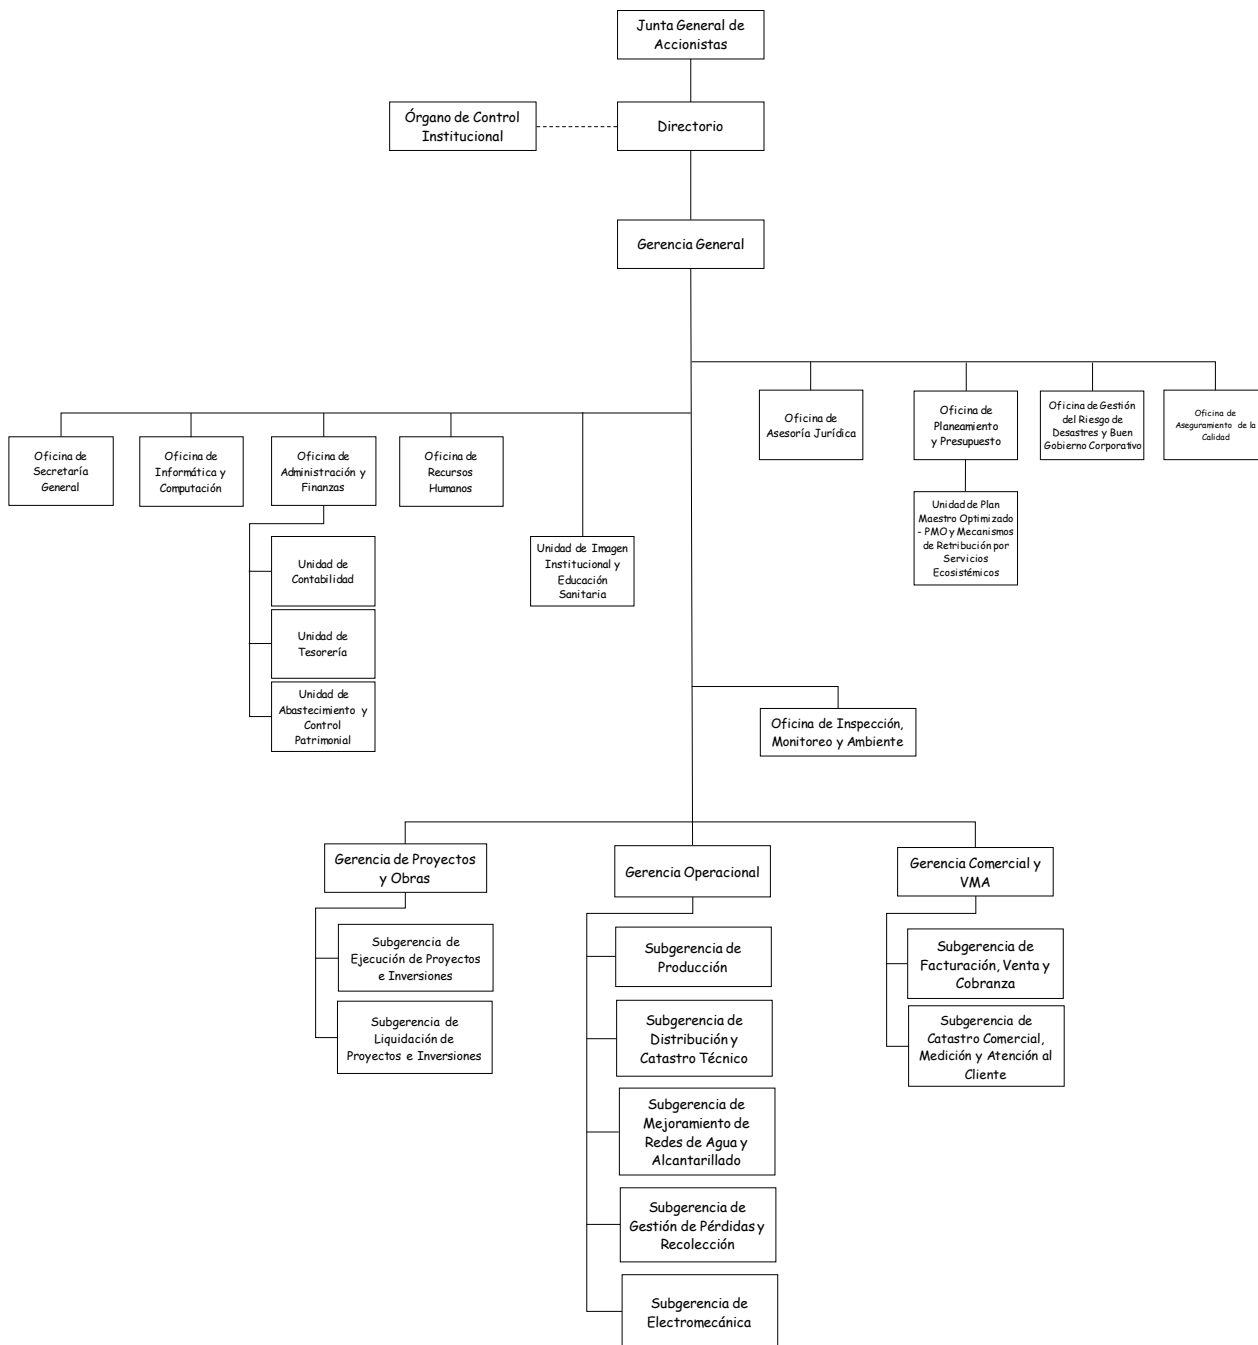 Junta General de
Accionistas
Órgano de Control
Institucional
Directorio
Gerencia General
Oficina de
Asesoría Jurídica
Oficina de
Planeamiento
y Presupuesto
Oficina de Gestión
del Riesgo de
Desastres y Buen
Gobierno Corporativo
Oficina de
Aseguramiento de la
Calidad
Oficina de
Secretaría
General
Oficina de
Informática y
Computación
Oficina de
Administración y
Finanzas
Oficina de
Recursos
Humanos
Unidad de Plan
Maestro Optimizado
- PMO y Mecanismos
de Retribución por
Servicios
Ecosistémicos
Unidad de Imagen
Institucional y
Educación
Sanitaria
Unidad de
Contabilidad
Unidad de
Tesorería
Unidad de
Abastecimiento y
Control
Patrimonial
Oficina de Inspección,
Monitoreo y Ambiente
Gerencia de Proyectos
y Obras
Gerencia Operacional
Gerencia Comercial y
VMA
Subgerencia de
Ejecución de Proyectos
e Inversiones
Subgerencia de
Liquidación de
Proyectos e Inversiones
Subgerencia de
Producción
Subgerencia de
Distribución y
Catastro Técnico
Subgerencia de
Mejoramiento de
Redes de Agua y
Alcantarillado
Subgerencia de
Gestión de Pérdidas y
Recolección
Subgerencia de
Electromecánica
Subgerencia de
Facturación, Venta y
Cobranza
Subgerencia de
Catastro Comercial,
Medición y Atención al
Cliente